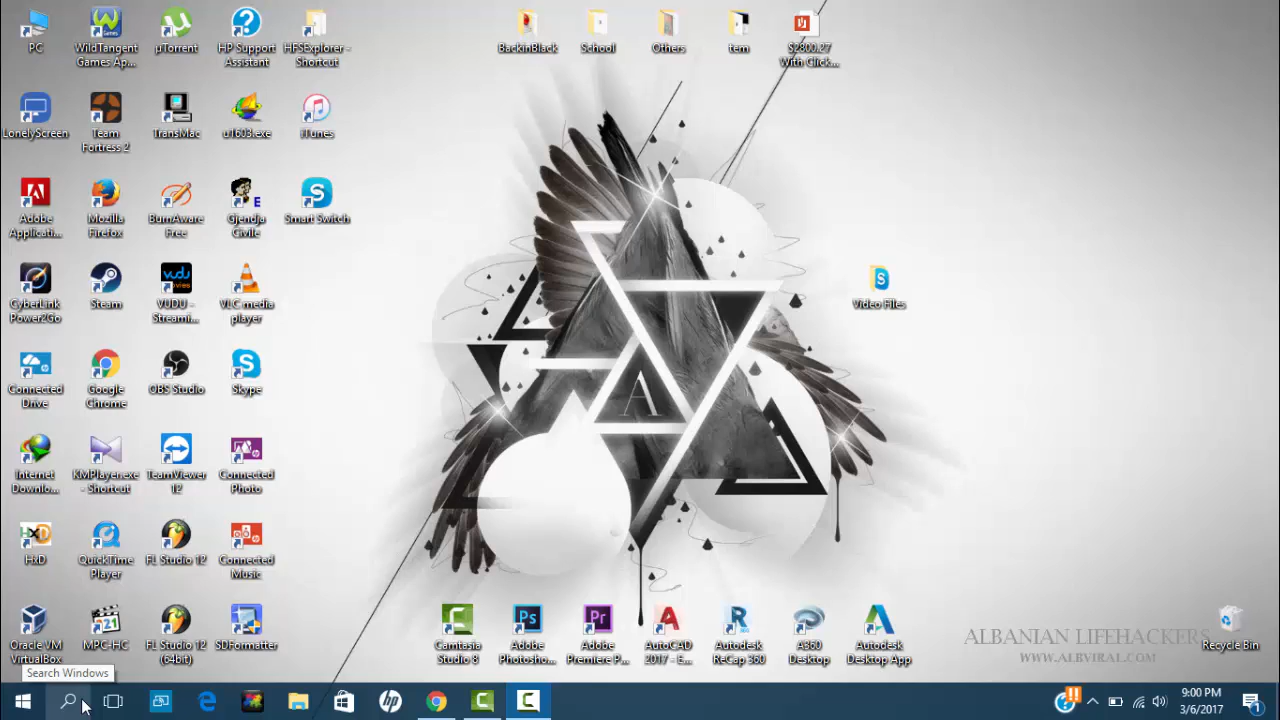 PC
WildTangent
Games Ap...
µTorrent
HP Support
Assistant
HFSExplorer -
Shortcut
BackinBlack
School
Others
tem
$2800.27
With Click...
LonelyScreen
Team
Fortress 2
TransMac
u1603.exe
iTunes
Adobe
Applicati...
Mozilla
Firefox
BurnAware
Free
Gjendja
Civile
Smart Switch
CyberLink
Power2Go
Steam
VUDU -
Streami...
VLC media
player
Video Files
Connected
Drive
Google
Chrome
OBS Studio
Skype
A
Internet
Downlo...
KMPlayer.exe
- Shortcut
TeamViewer
12
Connected
Photo
HxD
QuickTime
Player
FL Studio 12
Connected
Music
Oracle VM
VirtualBox
MPC-HC
FL Studio 12
(64bit)
SDFormatter
Camtasia
Studio 8
Adobe
Photosho...
Adobe
Premiere P...
AutoCAD
2017 - E...
Autodesk
ReCap 360
A360
Desktop
Autodesk
Desktop App
ALBANIAN LIFEHACKERS
WWW.ALBVIRAL.COM
Recycle Bin
Search Windows
9:00 PM
3/6/2017